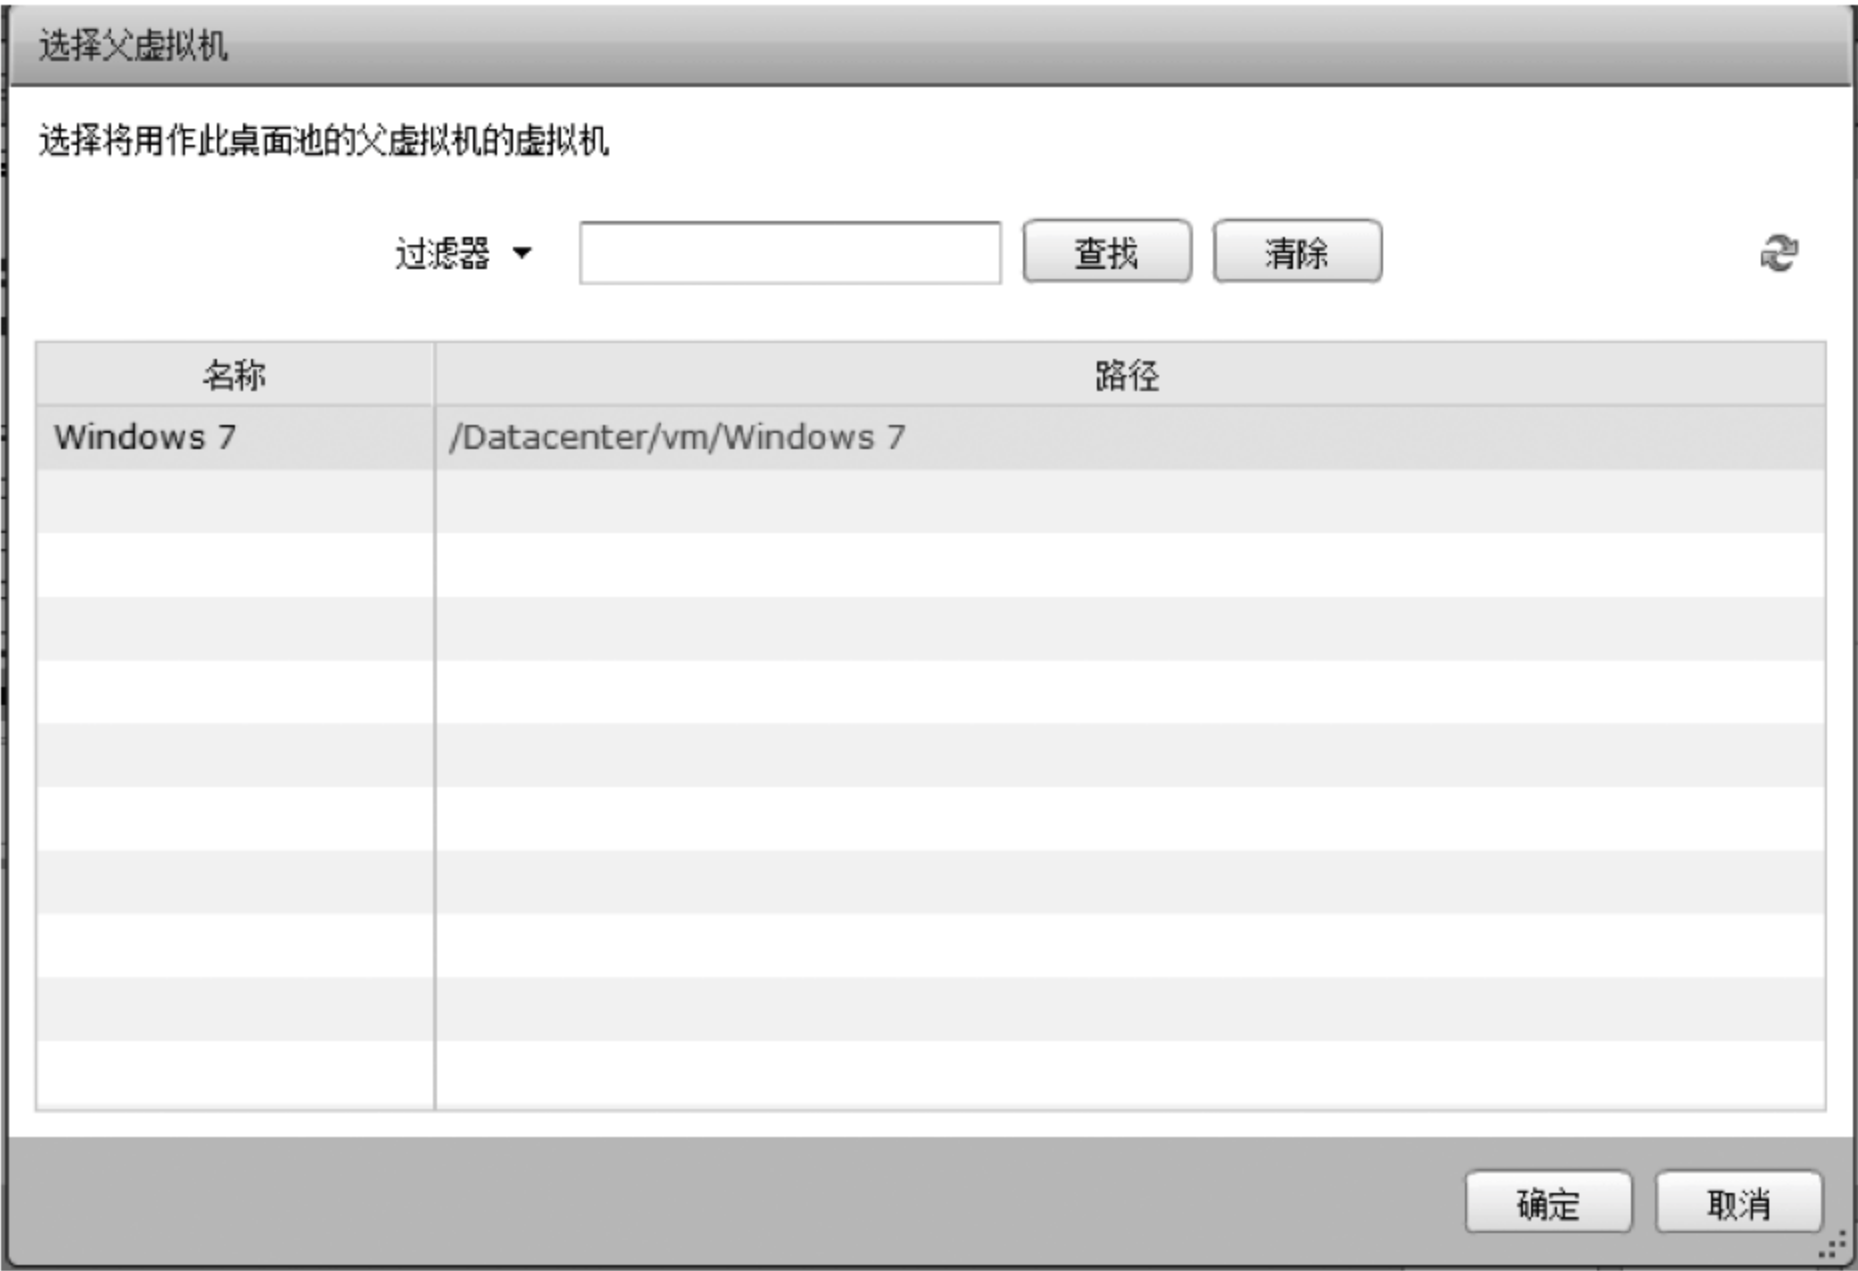 选择父虚拟机
选择将用作此桌面池的父虚拟机的虚拟机
过滤器 查找 清除
名称 路径
Windows 7 /Datacenter/vm/Windows 7
确定 取消